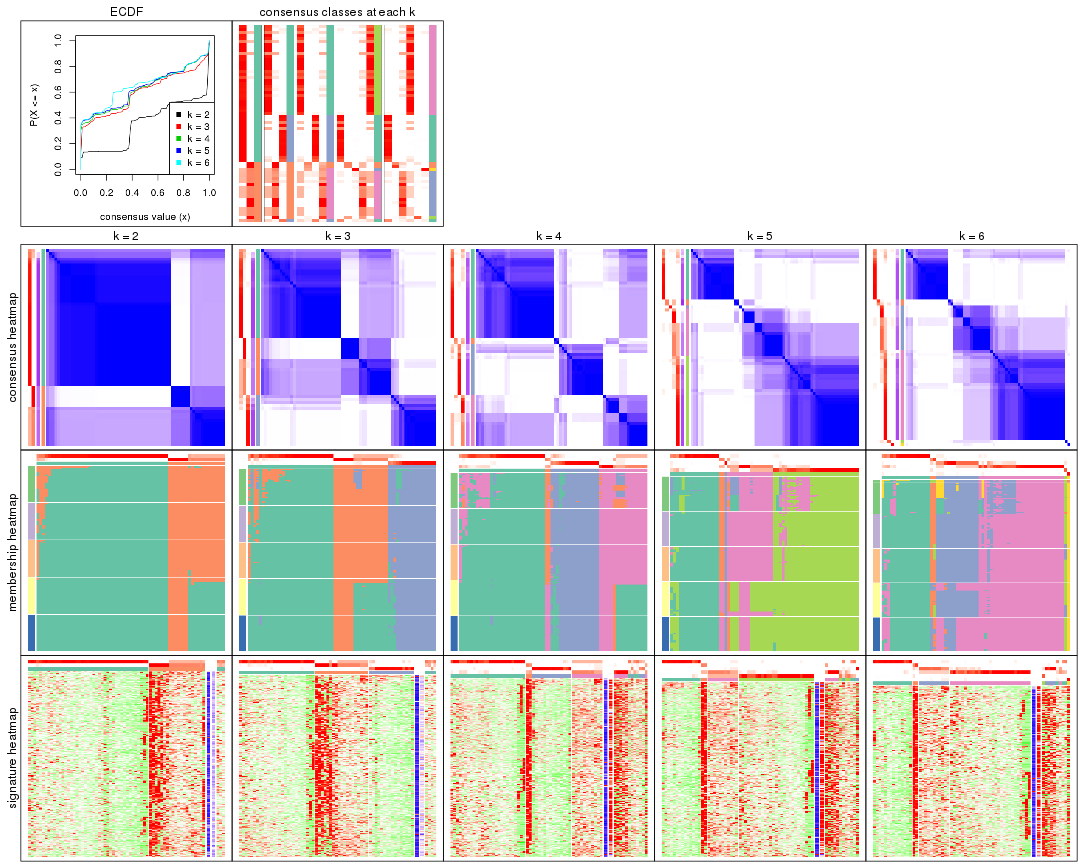 ECDF
consensus classes at each k
P(X <= x)
0.0 0.2 0.4 0.6 0.8 1.0
k = 2
k = 3
k = 4
k = 5
k = 6
0.0 0.2 0.4 0.6 0.8 1.0
consensus value (x)
k = 2
k = 3
k = 4
k = 5
k = 6
consensus heatmap
membership heatmap
signature heatmap